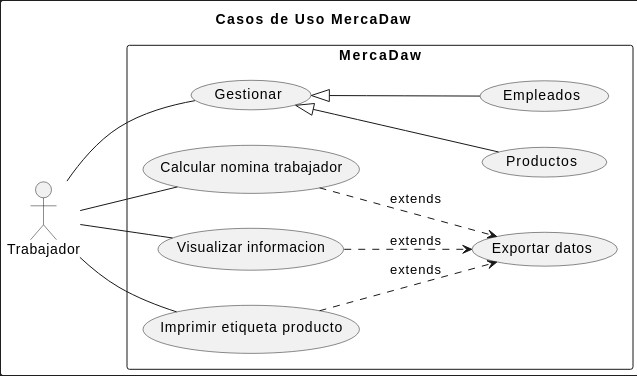 Casos de Uso MercaDaw
MercaDaw
Gestionar
Empleados
Productos
Calcular nomina trabajador
extends
Trabajador
Visualizar informacion
extends
Exportar datos
extends
Imprimir etiqueta producto